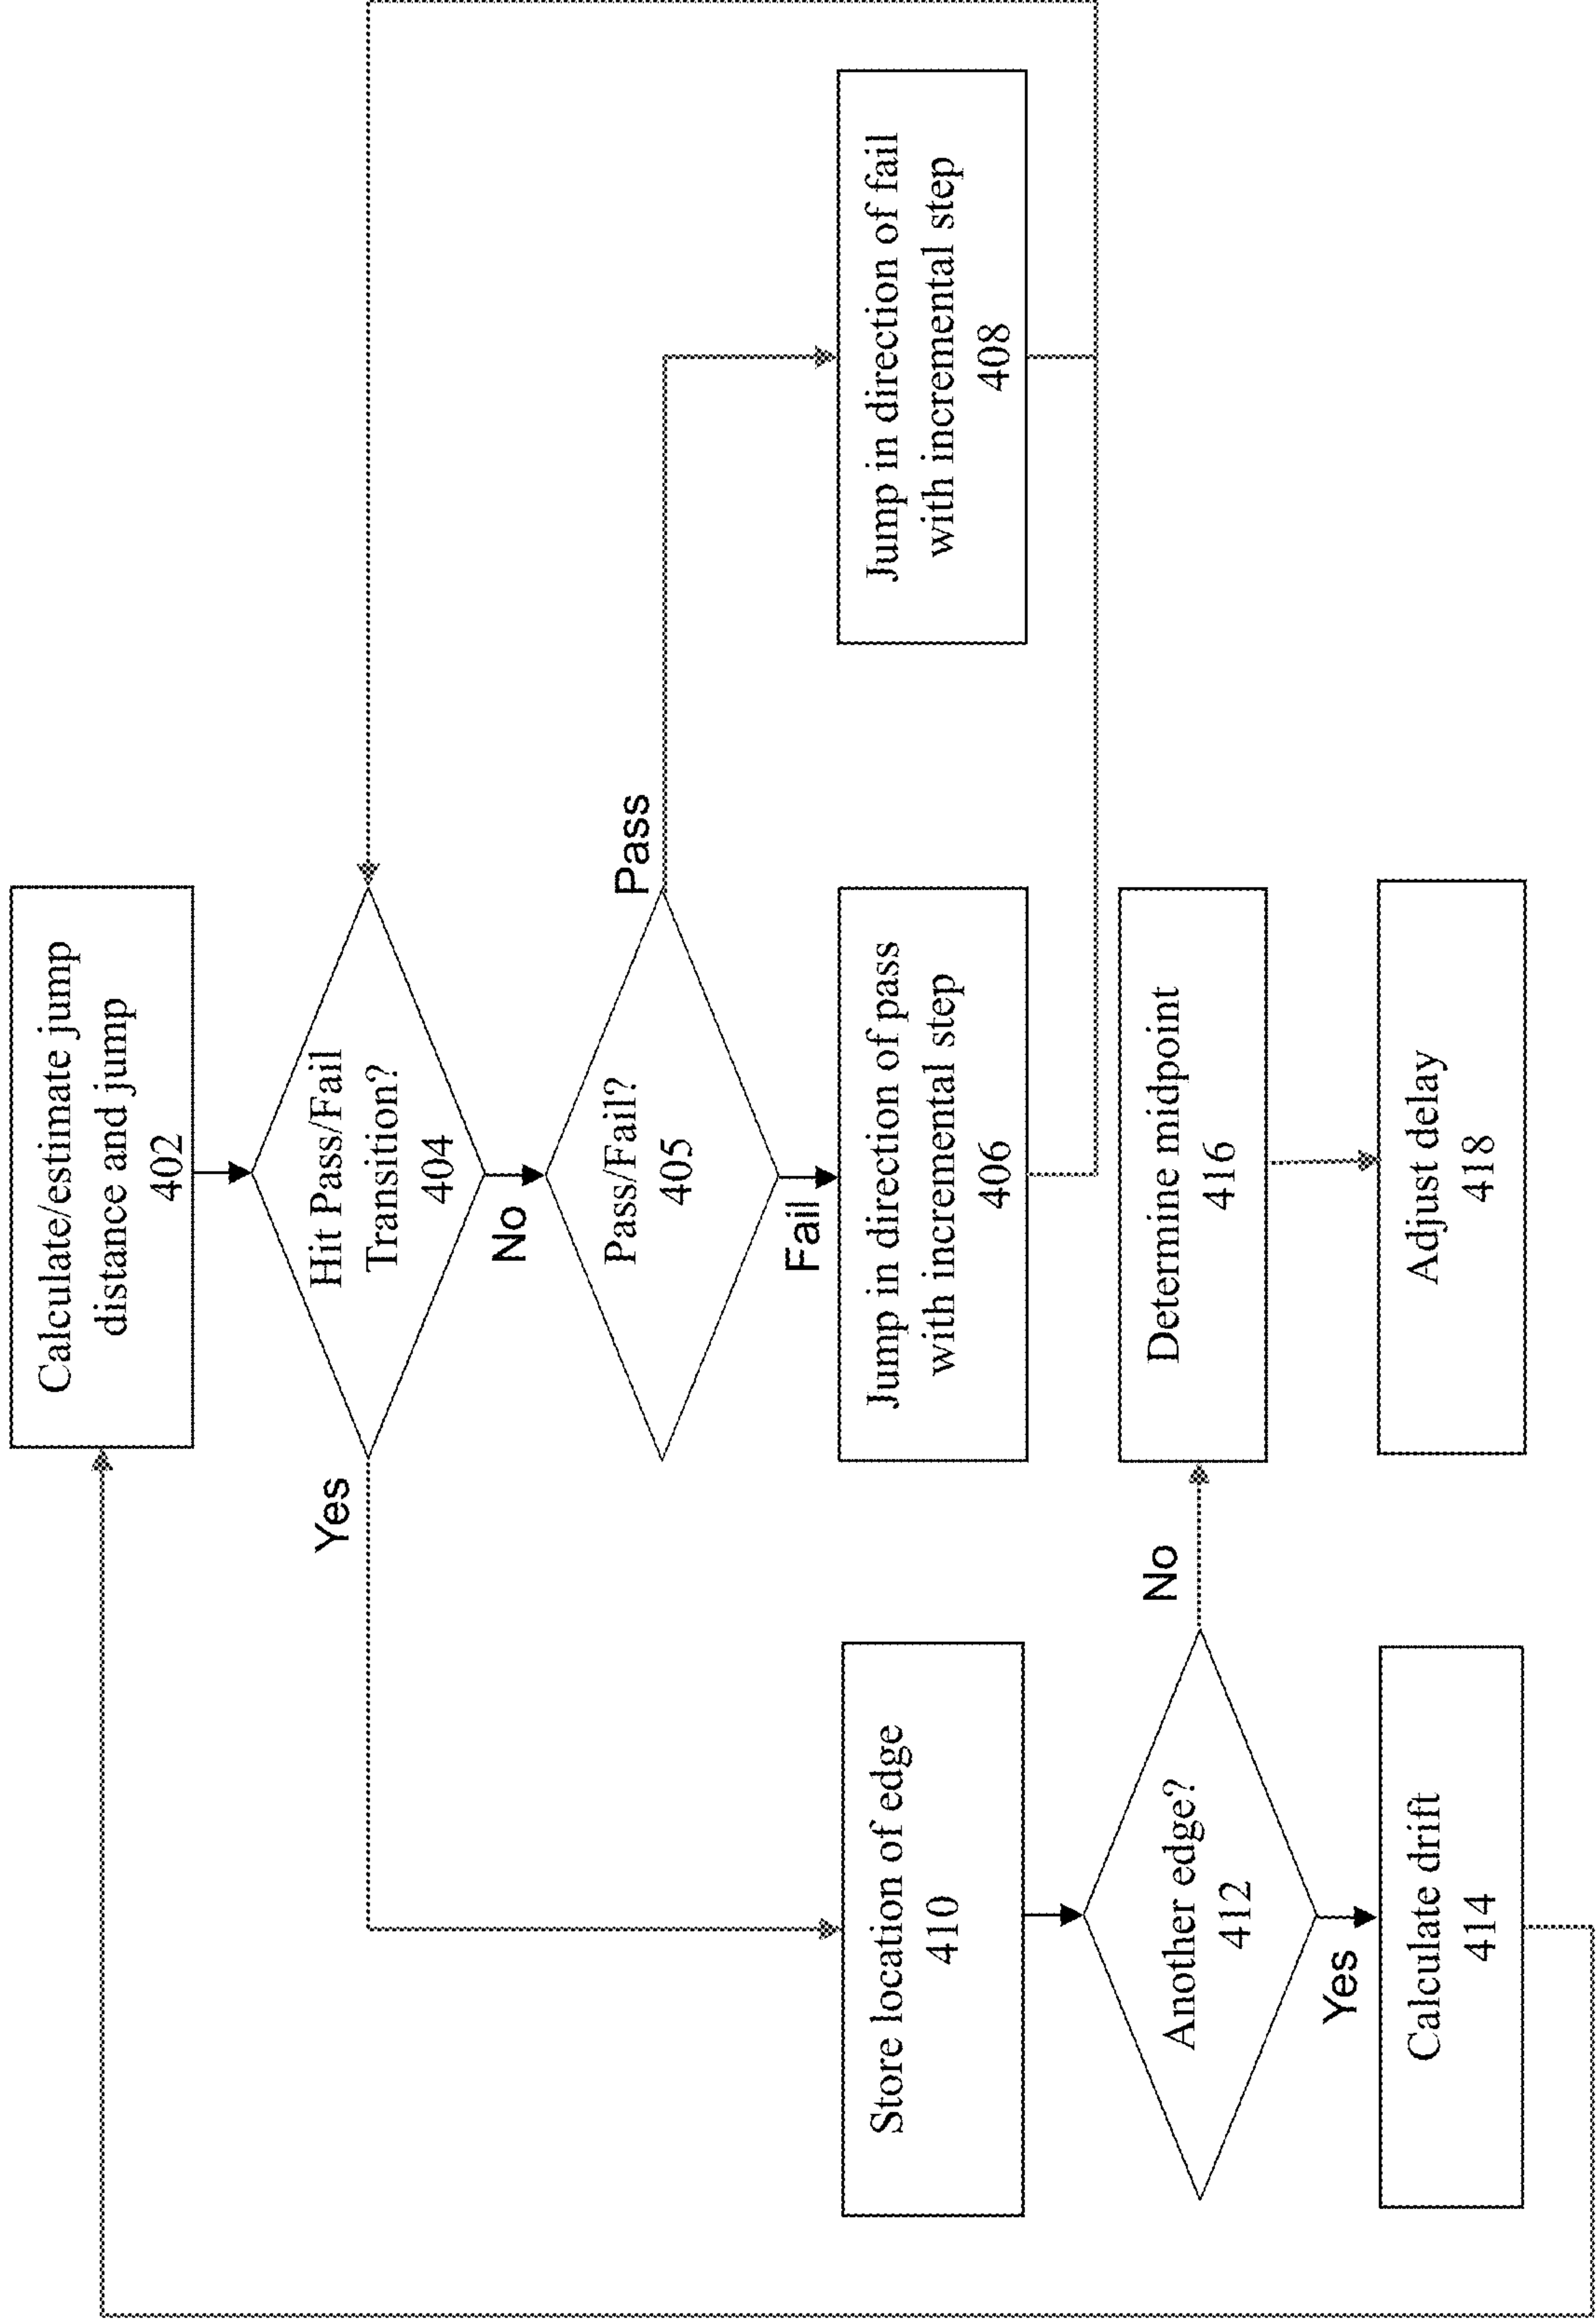 Calculate/estimate jump
distance and jump
402
Hit Pass/Fail
Transition?
404
Yes
No
Pass/Fail?
405
Pass
Fail
Jump in direction of pass
with incremental step
406
Jump in direction of fail
with incremental step
408
Store location of edge
410
Another edge?
412
No
Yes
Determine midpoint
416
Calculate drift
414
Adjust delay
418